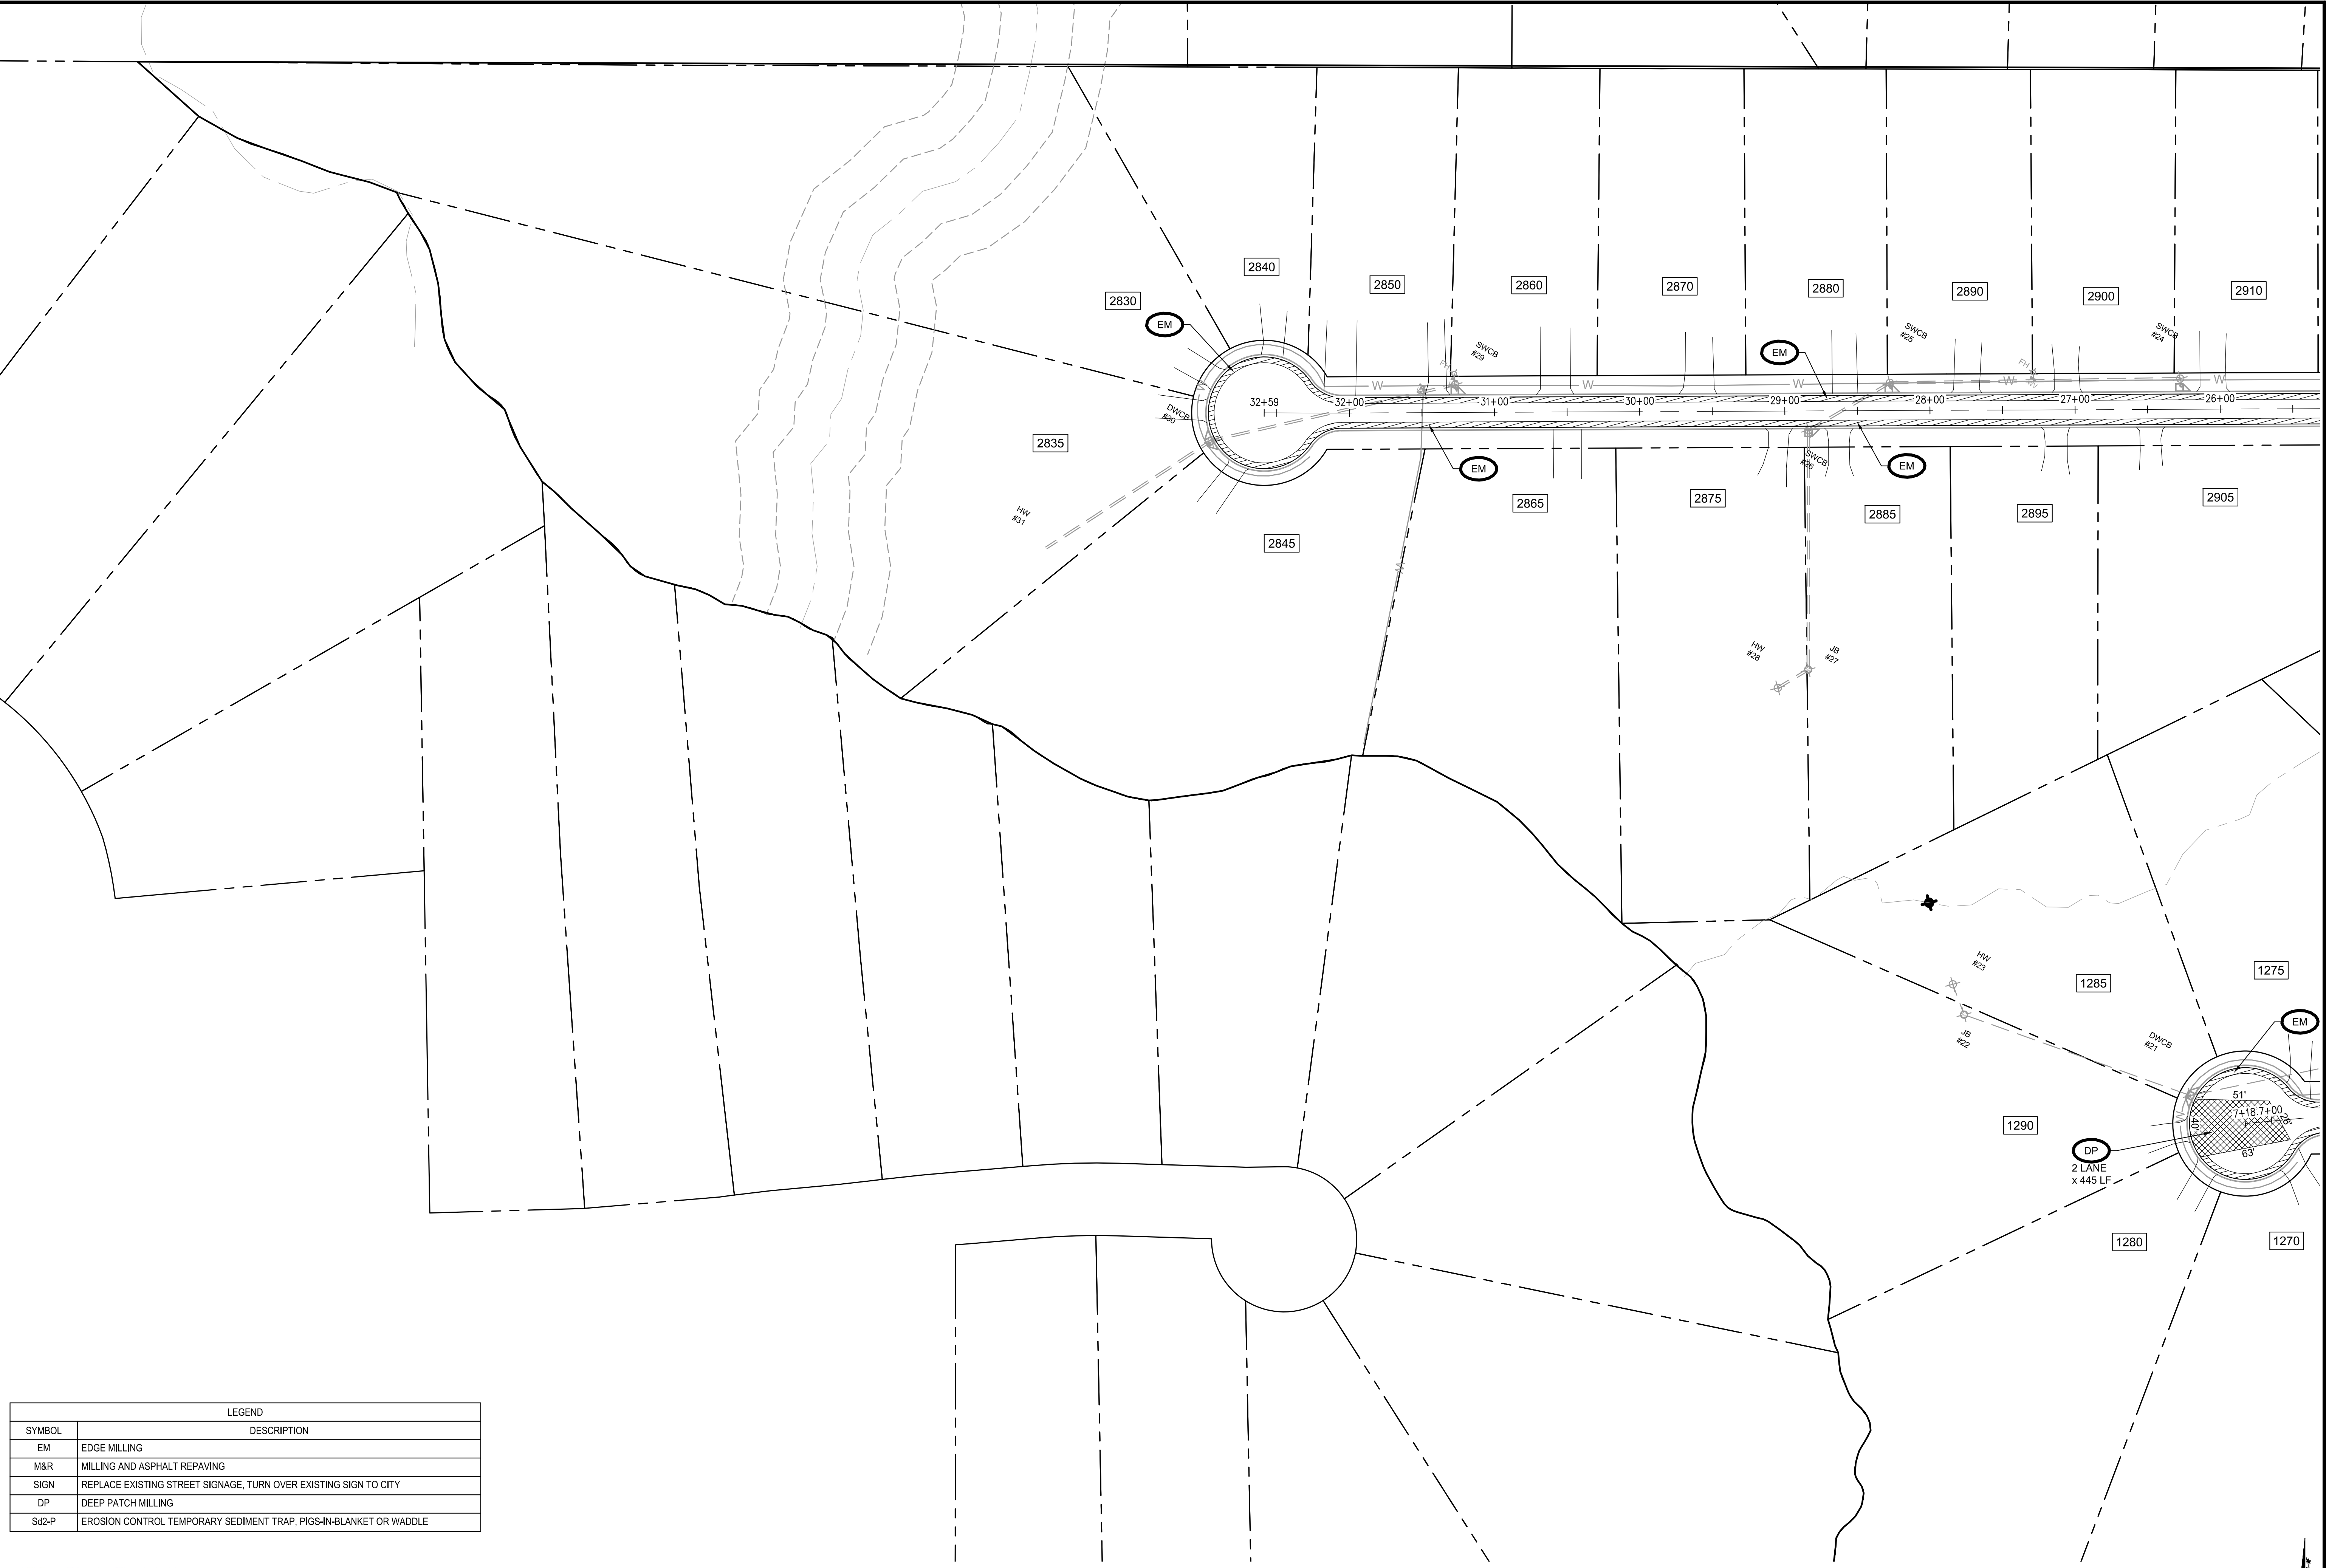 2840
2850
2860
2870
2880
2890
2900
2910
2830
EM
SWCB
#29
EM
SWCB
#25
SWCB
#24
FH
FH
W
W
W
W
W
32+59
32+00
31+00
30+00
29+00
28+00
27+00
26+00
DWCB
#30
2835
EM
SWCB
#26
EM
HW
#31
2845
2865
2875
2885
2895
2905
W
HW
#28
JB
#27
HW
#23
1285
1275
JB
#22
DWCB
#21
EM
51'
7+18
7+00
28'
40'
63'
W
1290
DP
2 LANE
x 445 LF
1280
1270
LEGEND
SYMBOL DESCRIPTION
EM EDGE MILLING
M&R MILLING AND ASPHALT REPAVING
SIGN REPLACE EXISTING STREET SIGNAGE, TURN OVER EXISTING SIGN TO CITY
DP DEEP PATCH MILLING
Sd2-P EROSION CONTROL TEMPORARY SEDIMENT TRAP, PIGS-IN-BLANKET OR WADDLE